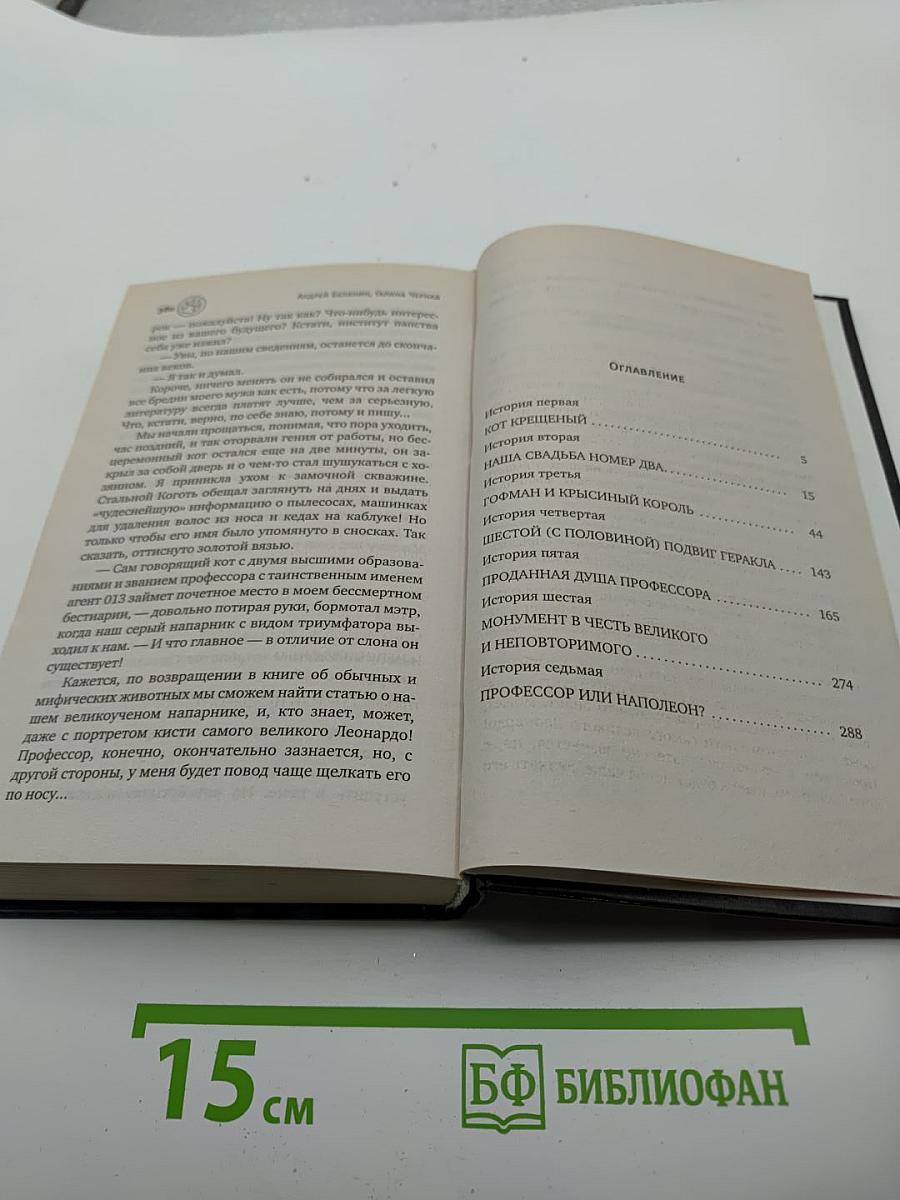 380
Андрей Белянин, Галина Черная
рок — пожалуйста! Ну так как? Что-нибудь интерес-
ное из вашего будущего? Кстати, институт папства
себя уже изжил?
— Увы, по нашим сведениям, останется до сконча-
ния веков.
— Я так и думал.
Короче, ничего менять он не собирался и оставил
все бредни моего мужа как есть, потому что за легкую
литературу всегда платят лучше, чем за серьезную.
Что, кстати, верно, по себе знаю, потому и пишу...
Мы начали прощаться, понимая, что пора уходить,
час поздний, и так оторвали гения от работы, но бес-
церемонный кот остался еще на две минуты, он за-
крыл за собой дверь и о чем-то стал шушукаться с хо-
зяином. Я приникла ухом к замочной скважине.
Стальной Коготь обещал заглянуть на днях и выдать
«чудеснейшую» информацию о пылесосах, машинках
для удаления волос из носа и кедах на каблуке! Но
только чтобы его имя было упомянуто в сносках. Так
сказать, оттиснуто золотой вязью.
— Сам говорящий кот с двумя высшими образова-
ниями и званием профессора с таинственным именем
агент 013 займет почетное место в моем бессмертном
бестиарии, — довольно потирая руки, бормотал мэтр,
когда наш серый напарник с видом триумфатора вы-
ходил к нам. — И что главное — в отличие от слона он
существует!
Кажется, по возвращении в книге об обычных и
мифических животных мы сможем найти статью о на-
шем великоученом напарнике, и, кто знает, может,
даже с портретом кисти самого великого Леонардо!
Профессор, конечно, окончательно зазнается, но, с
другой стороны, у меня будет повод чаще щелкать его
по носу...
Оглавление
История первая
КОТ КРЕЩЕНЫЙ ... 5
История вторая
НАША СВАДЬБА НОМЕР ДВА ... 15
История третья
ГОФМАН И КРЫСИНЫЙ КОРОЛЬ ... 44
История четвертая
ШЕСТОЙ (С ПОЛОВИНОЙ) ПОДВИГ ГЕРАКЛА .... 143
История пятая
ПРОДАННАЯ ДУША ПРОФЕССОРА ... 165
История шестая
МОНУМЕНТ В ЧЕСТЬ ВЕЛИКОГО
И НЕПОВТОРИМОГО ... 274
История седьмая
ПРОФЕССОР ИЛИ НАПОЛЕОН? ... 288
15 см
БФ БИБЛИОФАН